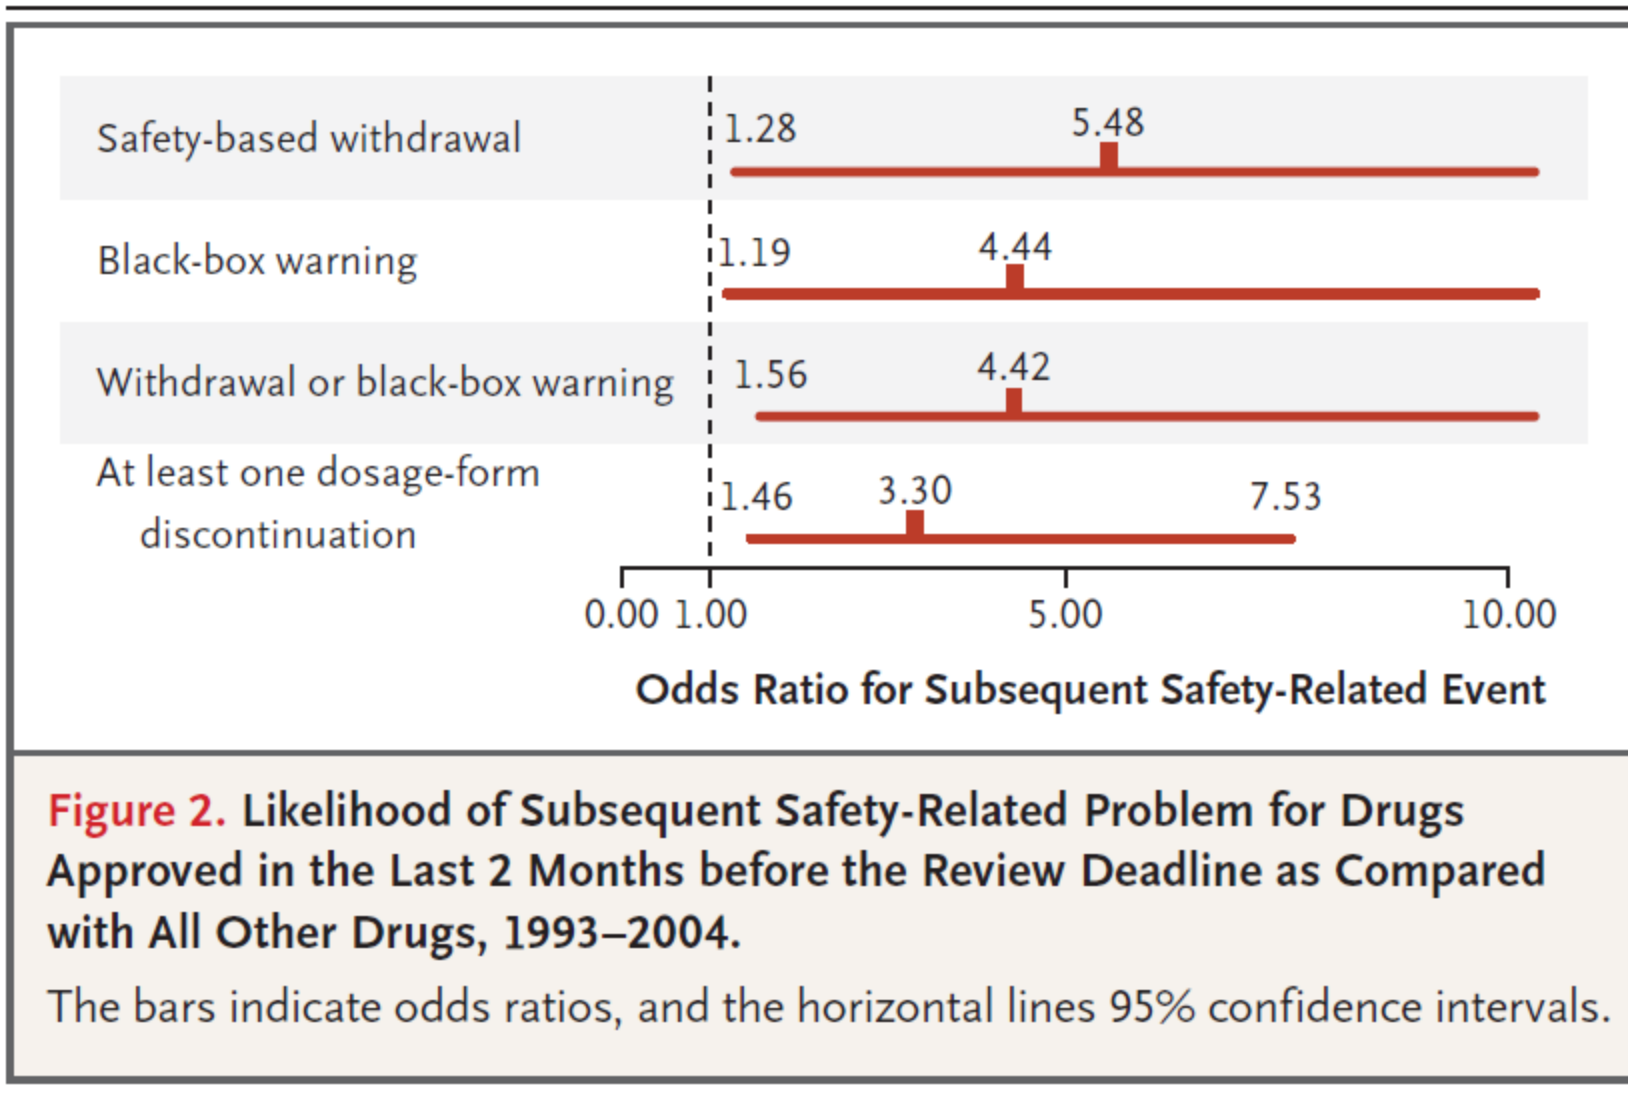 1.28 5.48
Safety-based withdrawal
1.19 4.44
Black-box warning
1.56 4.42
Withdrawal or black-box warning
At least one dosage-form
discontinuation
1.46 3.30 7.53
0.00 1.00 5.00 10.00
Odds Ratio for Subsequent Safety-Related Event
Figure 2. Likelihood of Subsequent Safety-Related Problem for Drugs
Approved in the Last 2 Months before the Review Deadline as Compared
with All Other Drugs, 1993–2004.
The bars indicate odds ratios, and the horizontal lines 95% confidence intervals.